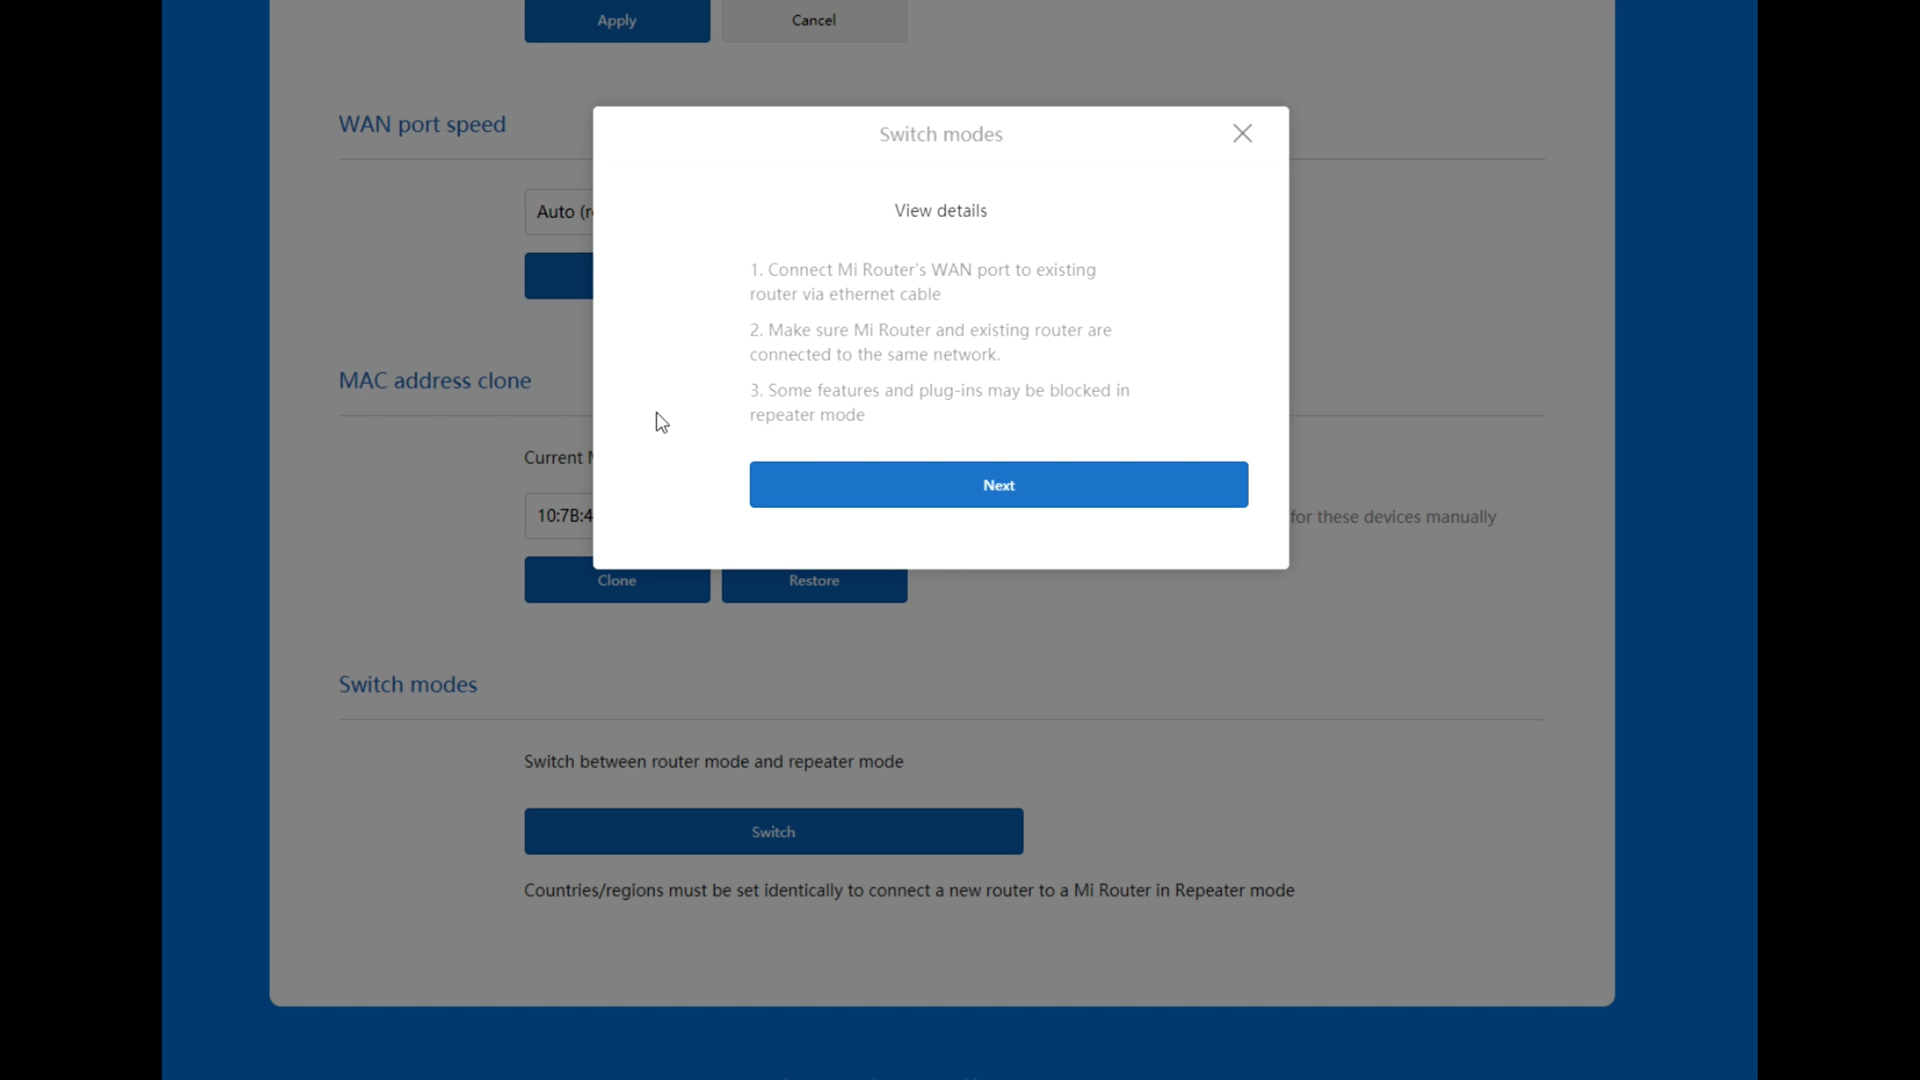 Apply
Cancel
WAN port speed
Auto
Switch modes
View details
1. Connect Mi Router's WAN port to existing
router via ethernet cable
2. Make sure Mi Router and existing router are
connected to the same network.
3. Some features and plug-ins may be blocked in
repeater mode
Next
MAC address clone
Current
10:7B:4
for these devices manually
Clone
Restore
Switch modes
Switch between router mode and repeater mode
Switch
Countries/regions must be set identically to connect a new router to a Mi Router in Repeater mode